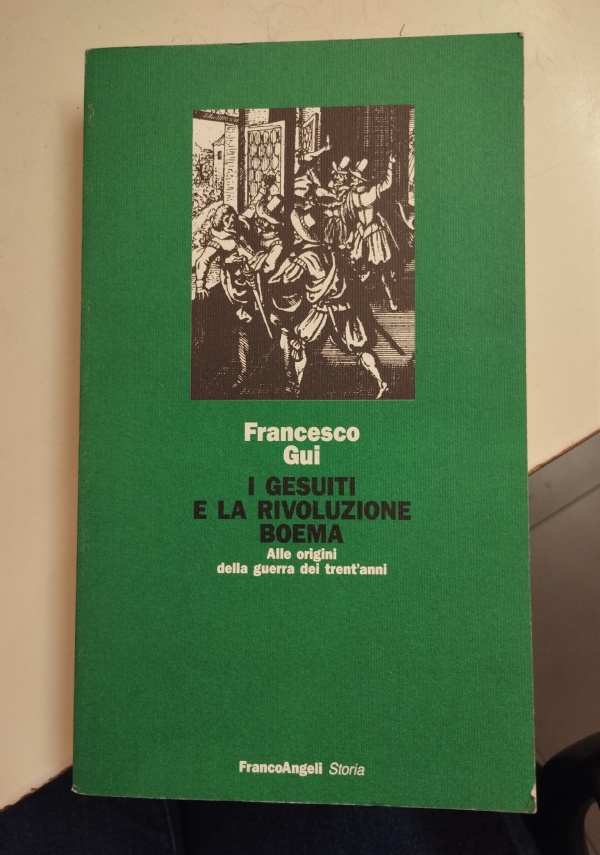 Francesco
Gui
I GESUITI
E LA RIVOLUZIONE
BOEMA
Alle origini
della guerra dei trent'anni
FrancoAngeli Storia